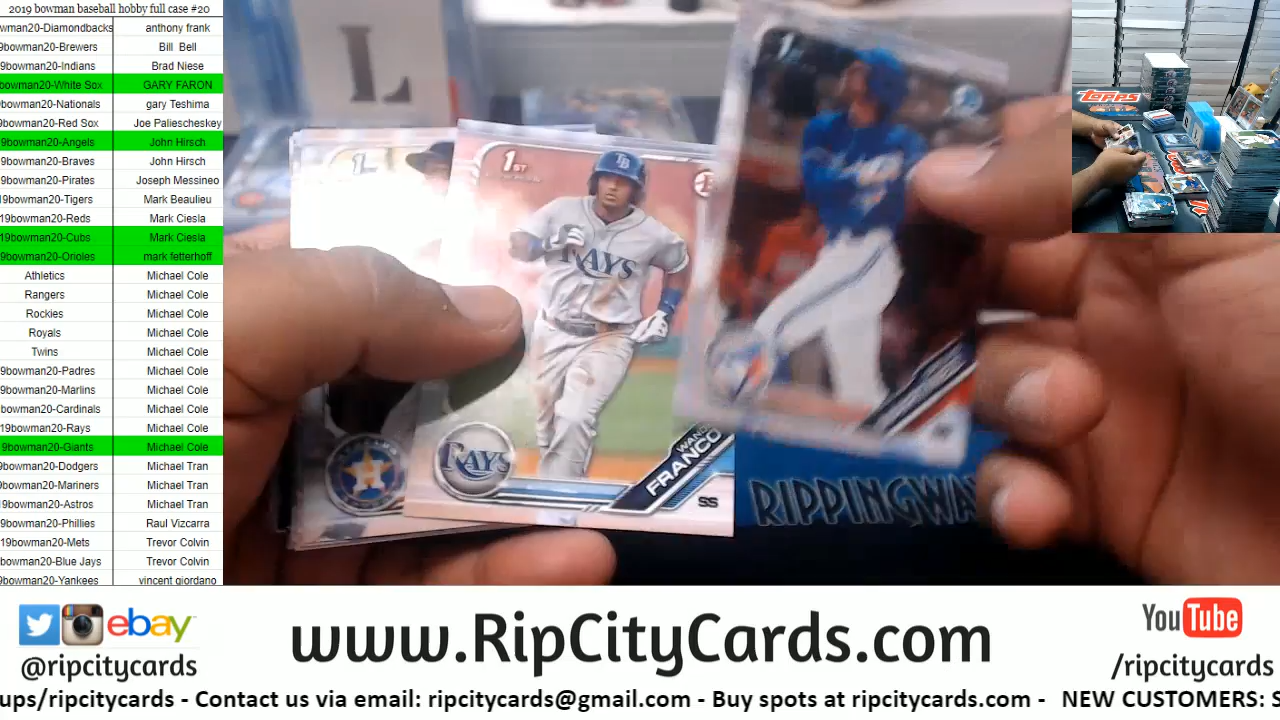 2019 bowman baseball hobby full case #20
wman20-Diamondbacks anthony frank
9bowman20-Brewers Bill Bell
9bowman20-Indians Brad Niese
bowman20-White Sox GARY FARON
bowman20-Nationals gary Teshima
bowman20-Red Sox Joe Paliescheskey
9bowman20-Angels John Hirsch
9bowman20-Braves John Hirsch
9bowman20-Pirates Joseph Messineo
19bowman20-Tigers Mark Beaulieu
19bowman20-Reds Mark Ciesla
19bowman20-Cubs Mark Ciesla
9bowman20-Orioles mark fetterhoff
Athletics Michael Cole
Rangers Michael Cole
Rockies Michael Cole
Royals Michael Cole
Twins Michael Cole
9bowman20-Padres Michael Cole
9bowman20-Marlins Michael Cole
bowman20-Cardinals Michael Cole
19bowman20-Rays Michael Cole
9bowman20-Giants Michael Cole
9bowman20-Dodgers Michael Tran
9bowman20-Mariners Michael Tran
19bowman20-Astros Michael Tran
9bowman20-Phillies Raul Vizcarra
19bowman20-Mets Trevor Colvin
bowman20-Blue Jays Trevor Colvin
bowman20-Yankees vincent giordano
L
1ST
TB
RAYS
RAYS
FRANCO
SS
RIPPINGWA
topps
ebay
@ripcitycards
www.RipCityCards.com
YouTube
/ripcitycards
ups/ripcitycards - Contact us via email: ripcitycards@gmail.com - Buy spots at ripcitycards.com - NEW CUSTOMERS: S